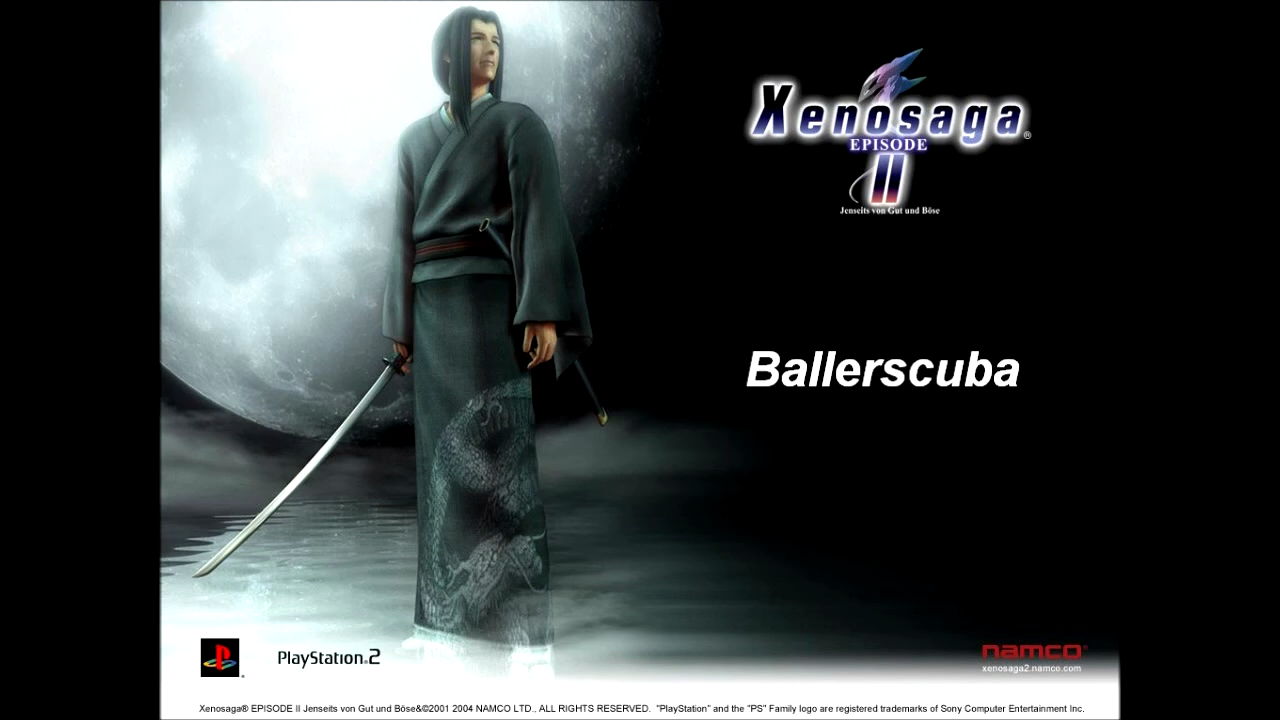 Xenosaga®
EPISODE
II
Jenseits von Gut und Böse
Ballerscuba
PlayStation®2
namco®
xenosaga2.namco.com
Xenosaga® EPISODE II Jenseits von Gut und Böse&©2001 2004 NAMCO LTD., ALL RIGHTS RESERVED. "PlayStation" and the "PS" Family logo are registered trademarks of Sony Computer Entertainment Inc.